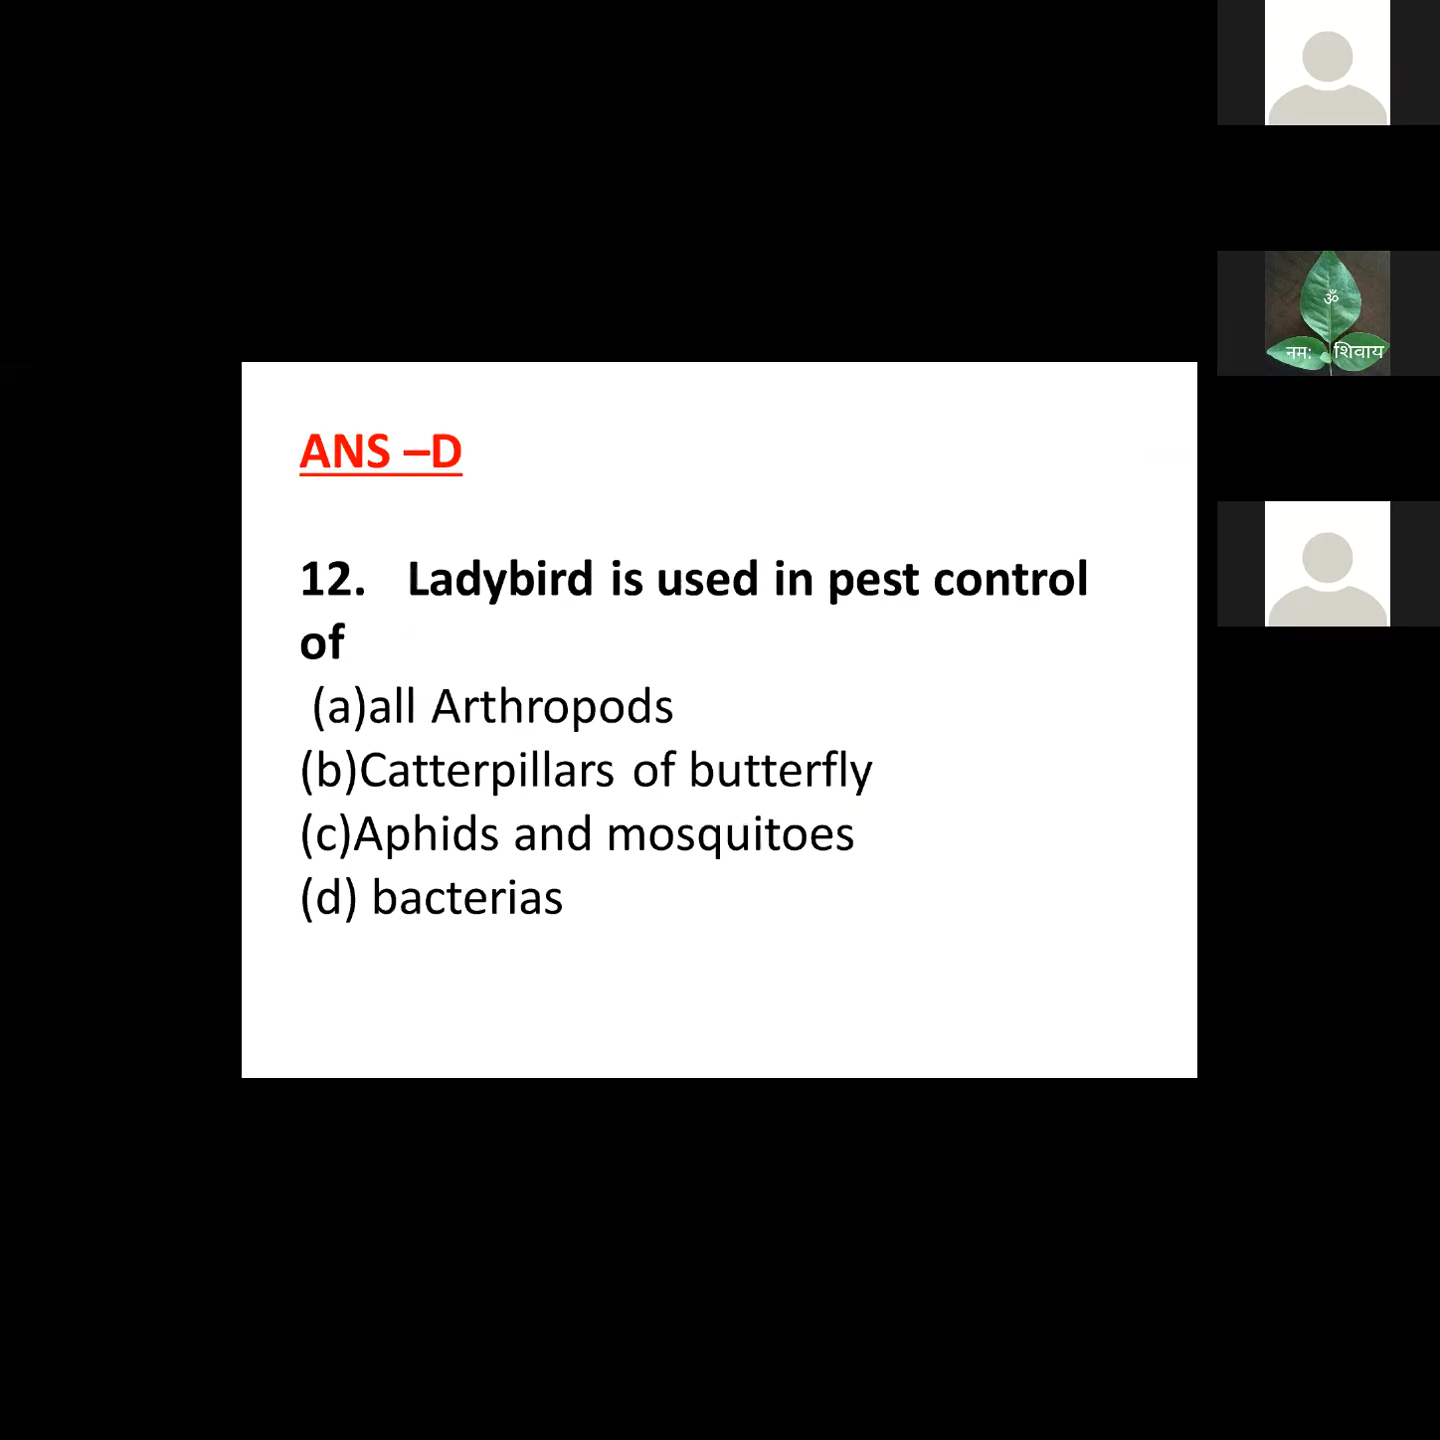 ANS –D
12. Ladybird is used in pest control
of
(a)all Arthropods
(b)Catterpillars of butterfly
(c)Aphids and mosquitoes
(d) bacterias
ॐ
नम: शिवाय